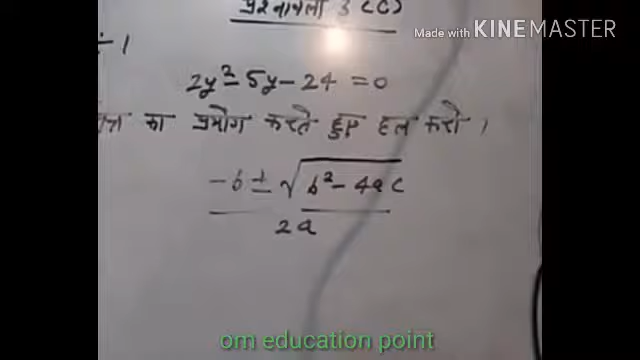 Made with KINEMASTER
प्रश्नावली 3 (C)
÷ 1
2y² - 5y - 24 = 0
का प्रयोग करते हुए हल करो।
-b ± √b² - 4ac
2a
om education point